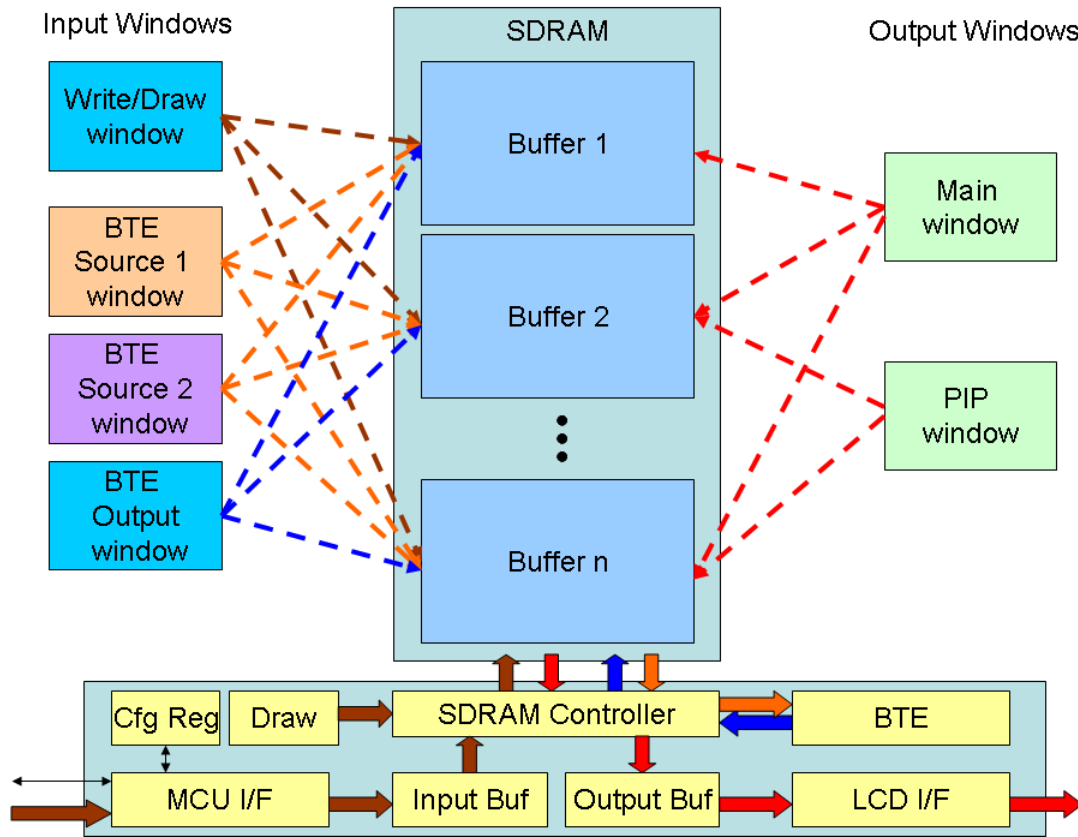 Input Windows
SDRAM
Output Windows
Write/Draw
window
BTE
Source 1
window
BTE
Source 2
window
BTE
Output
window
Buffer 1
Buffer 2
Buffer n
Main
window
PIP
window
Cfg Reg
Draw
SDRAM Controller
BTE
MCU I/F
Input Buf
Output Buf
LCD I/F